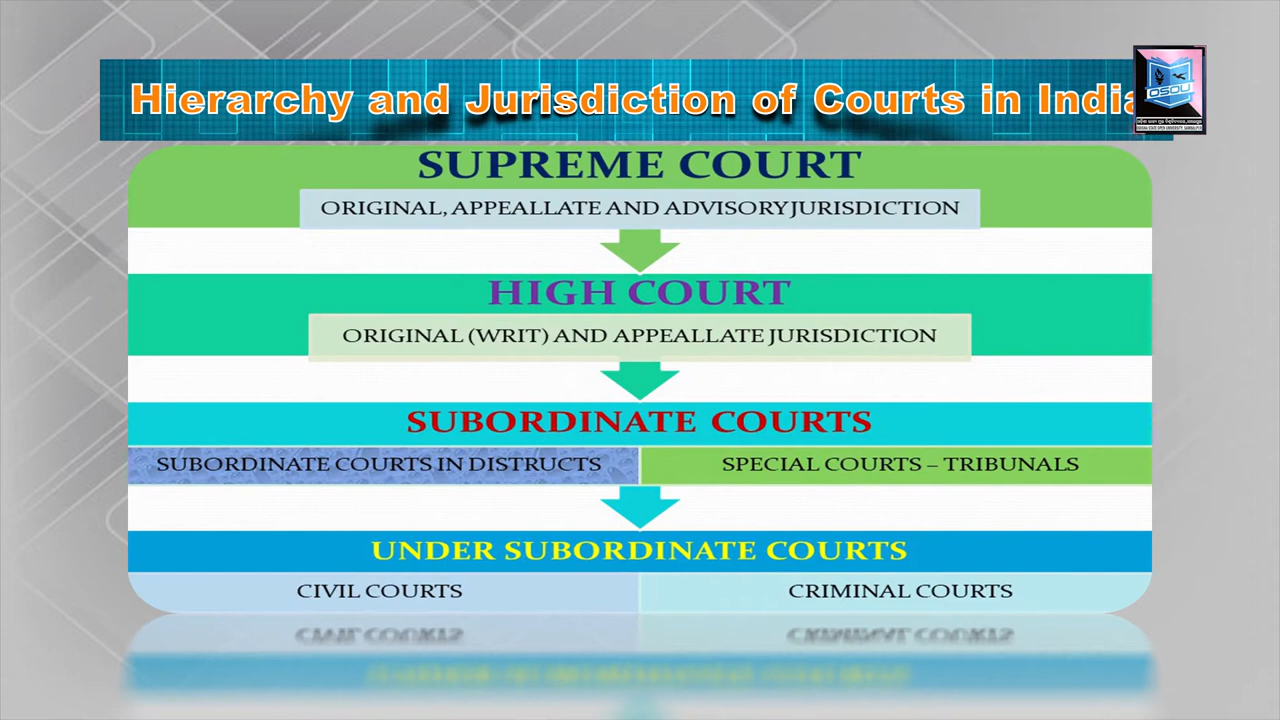 Hierarchy and Jurisdiction of Courts in India
OSOU
SUPREME COURT
ORIGINAL, APPEALLATE AND ADVISORY JURISDICTION
HIGH COURT
ORIGINAL (WRIT) AND APPEALLATE JURISDICTION
SUBORDINATE COURTS
SUBORDINATE COURTS IN DISTRUCTS
SPECIAL COURTS – TRIBUNALS
UNDER SUBORDINATE COURTS
CIVIL COURTS
CRIMINAL COURTS